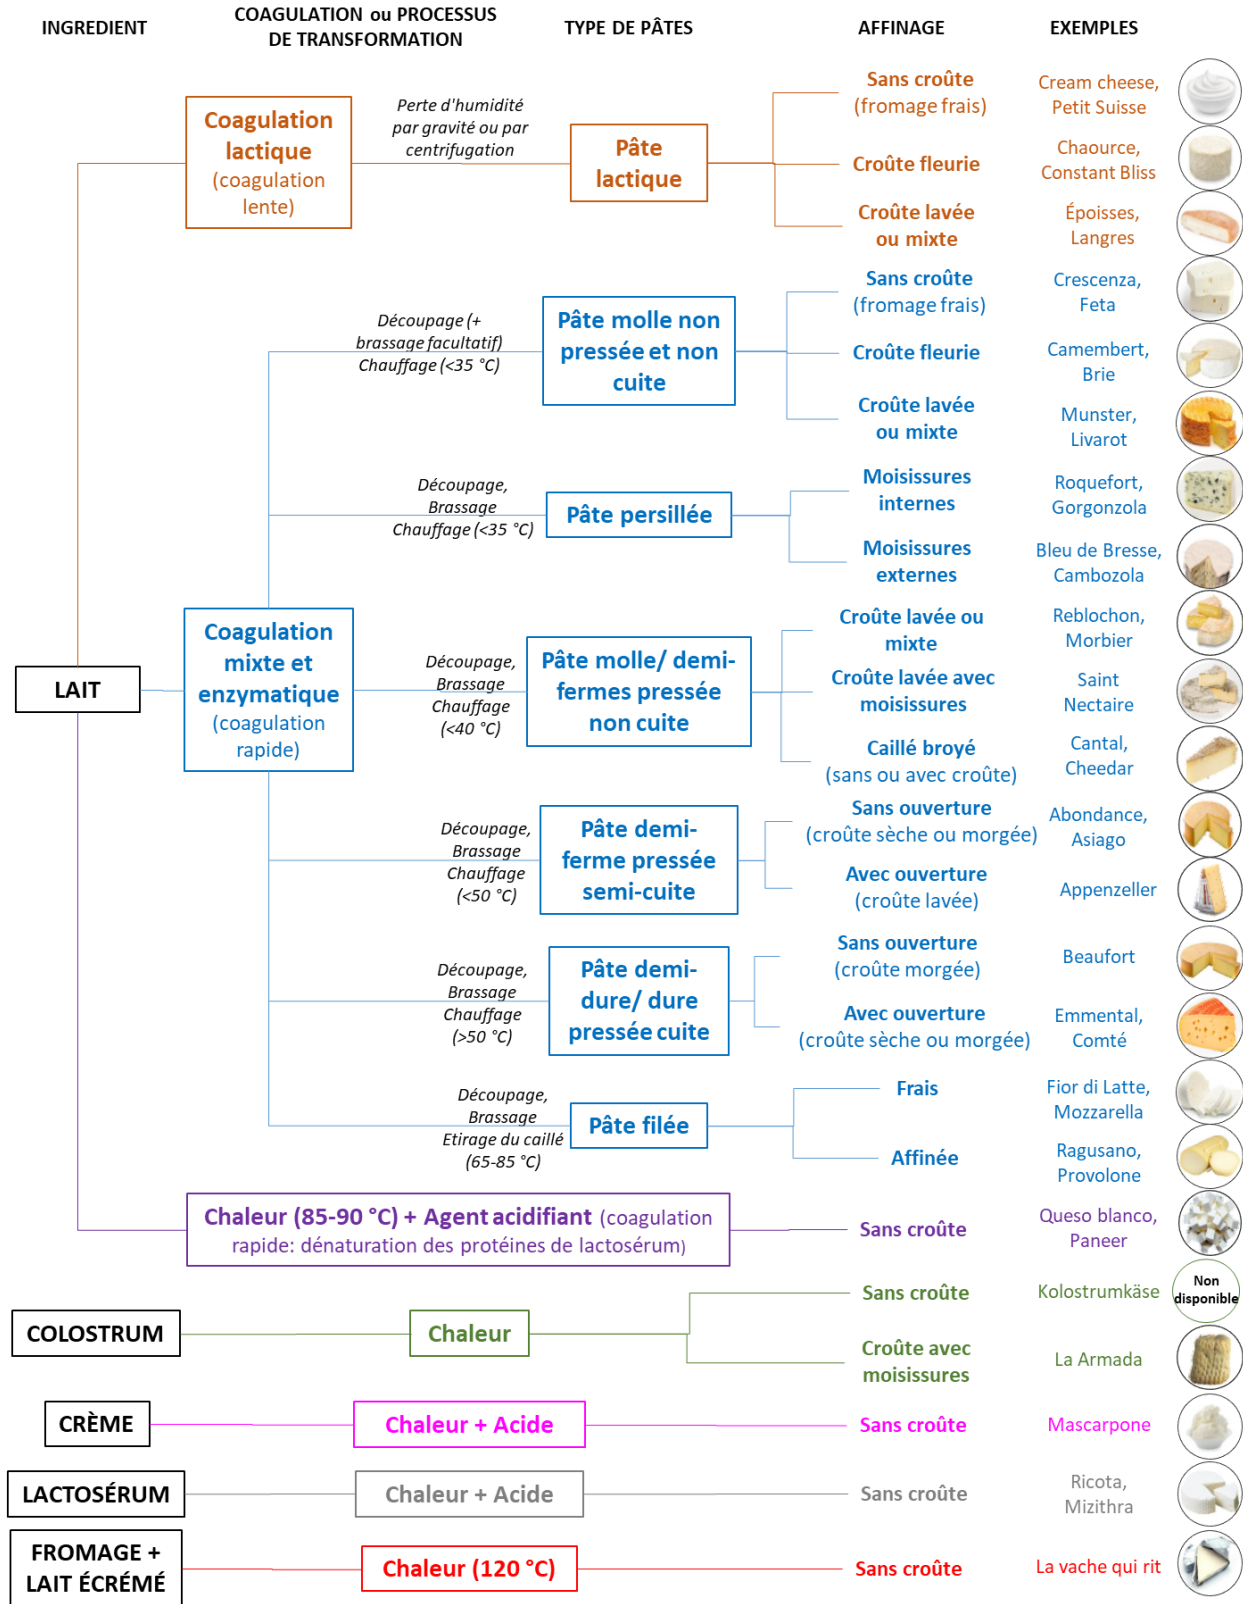 INGREDIENT
COAGULATION ou PROCESSUS
DE TRANSFORMATION
TYPE DE PÂTES
AFFINAGE
EXEMPLES
LAIT
Coagulation
lactique
(coagulation
lente)
Perte d'humidité
par gravité ou par
centrifugation
Pâte
lactique
Sans croûte
(fromage frais)
Cream cheese,
Petit Suisse
Croûte fleurie
Chaource,
Constant Bliss
Croûte lavée
ou mixte
Époisses,
Langres
Coagulation
mixte et
enzymatique
(coagulation
rapide)
Découpage (+
brassage facultatif)
Chauffage (<35 °C)
Pâte molle non
pressée et non
cuite
Sans croûte
(fromage frais)
Crescenza,
Feta
Croûte fleurie
Camembert,
Brie
Croûte lavée
ou mixte
Munster,
Livarot
Découpage,
Brassage
Chauffage (<35 °C)
Pâte persillée
Moisissures
internes
Roquefort,
Gorgonzola
Moisissures
externes
Bleu de Bresse,
Cambozola
Découpage,
Brassage
Chauffage
(<40 °C)
Pâte molle/ demi-
fermes pressée
non cuite
Croûte lavée ou
mixte
Reblochon,
Morbier
Croûte lavée avec
moisissures
Saint
Nectaire
Caillé broyé
(sans ou avec croûte)
Cantal,
Cheedar
Découpage,
Brassage
Chauffage
(<50 °C)
Pâte demi-
ferme pressée
semi-cuite
Sans ouverture
(croûte sèche ou morgée)
Abondance,
Asiago
Avec ouverture
(croûte lavée)
Appenzeller
Découpage,
Brassage
Chauffage
(>50 °C)
Pâte demi-
dure/ dure
pressée cuite
Sans ouverture
(croûte morgée)
Beaufort
Avec ouverture
(croûte sèche ou morgée)
Emmental,
Comté
Découpage,
Brassage
Etirage du caillé
(65-85 °C)
Pâte filée
Frais
Fior di Latte,
Mozzarella
Affinée
Ragusano,
Provolone
Chaleur (85-90 °C) + Agent acidifiant (coagulation
rapide: dénaturation des protéines de lactosérum)
Sans croûte
Queso blanco,
Paneer
COLOSTRUM
Chaleur
Sans croûte
Kolostrumkäse
Non
disponible
Croûte avec
moisissures
La Armada
CRÈME
Chaleur + Acide
Sans croûte
Mascarpone
LACTOSÉRUM
Chaleur + Acide
Sans croûte
Ricota,
Mizithra
FROMAGE +
LAIT ÉCRÉMÉ
Chaleur (120 °C)
Sans croûte
La vache qui rit